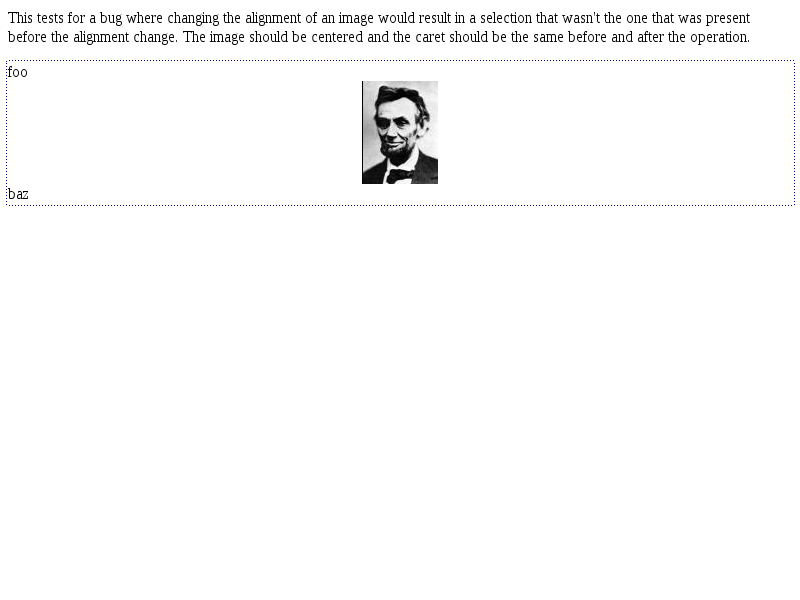 This tests for a bug where changing the alignment of an image would result in a selection that wasn't the one that was present
before the alignment change. The image should be centered and the caret should be the same before and after the operation.
foo
baz